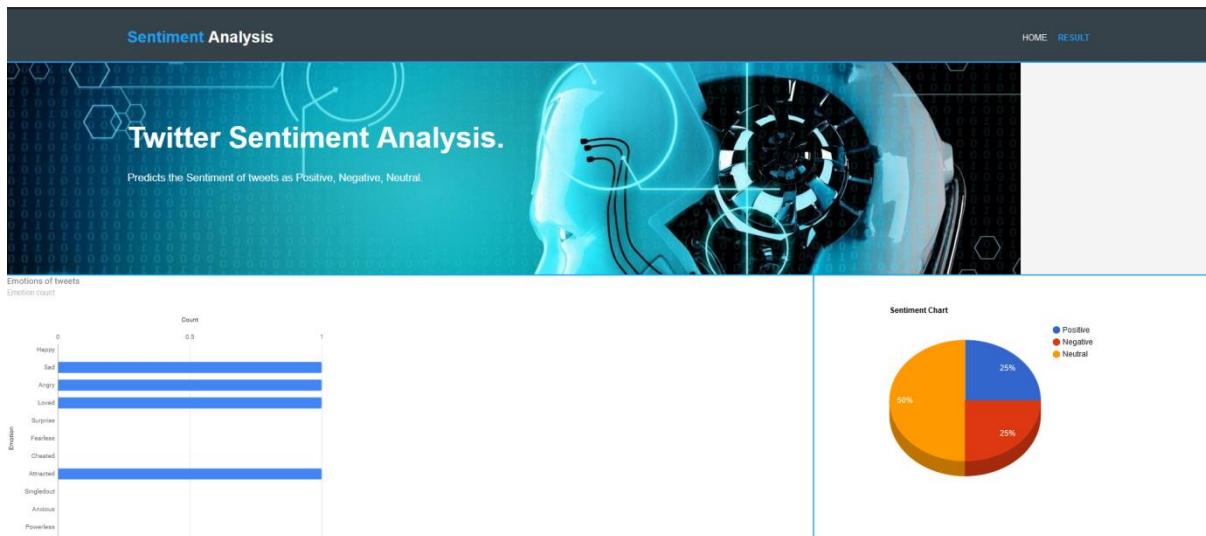 Sentiment Analysis
HOME RESULT
Twitter Sentiment Analysis.
Predicts the Sentiment of tweets as Positive, Negative, Neutral.
Emotions of tweets
Emotion count
Count
0 0.5 1
Emotion
Happy
Sad
Angry
Loved
Surprise
Fearless
Cheated
Attracted
Singledout
Anxious
Powerless
Sentiment Chart
Positive
Negative
Neutral
25%
50%
25%